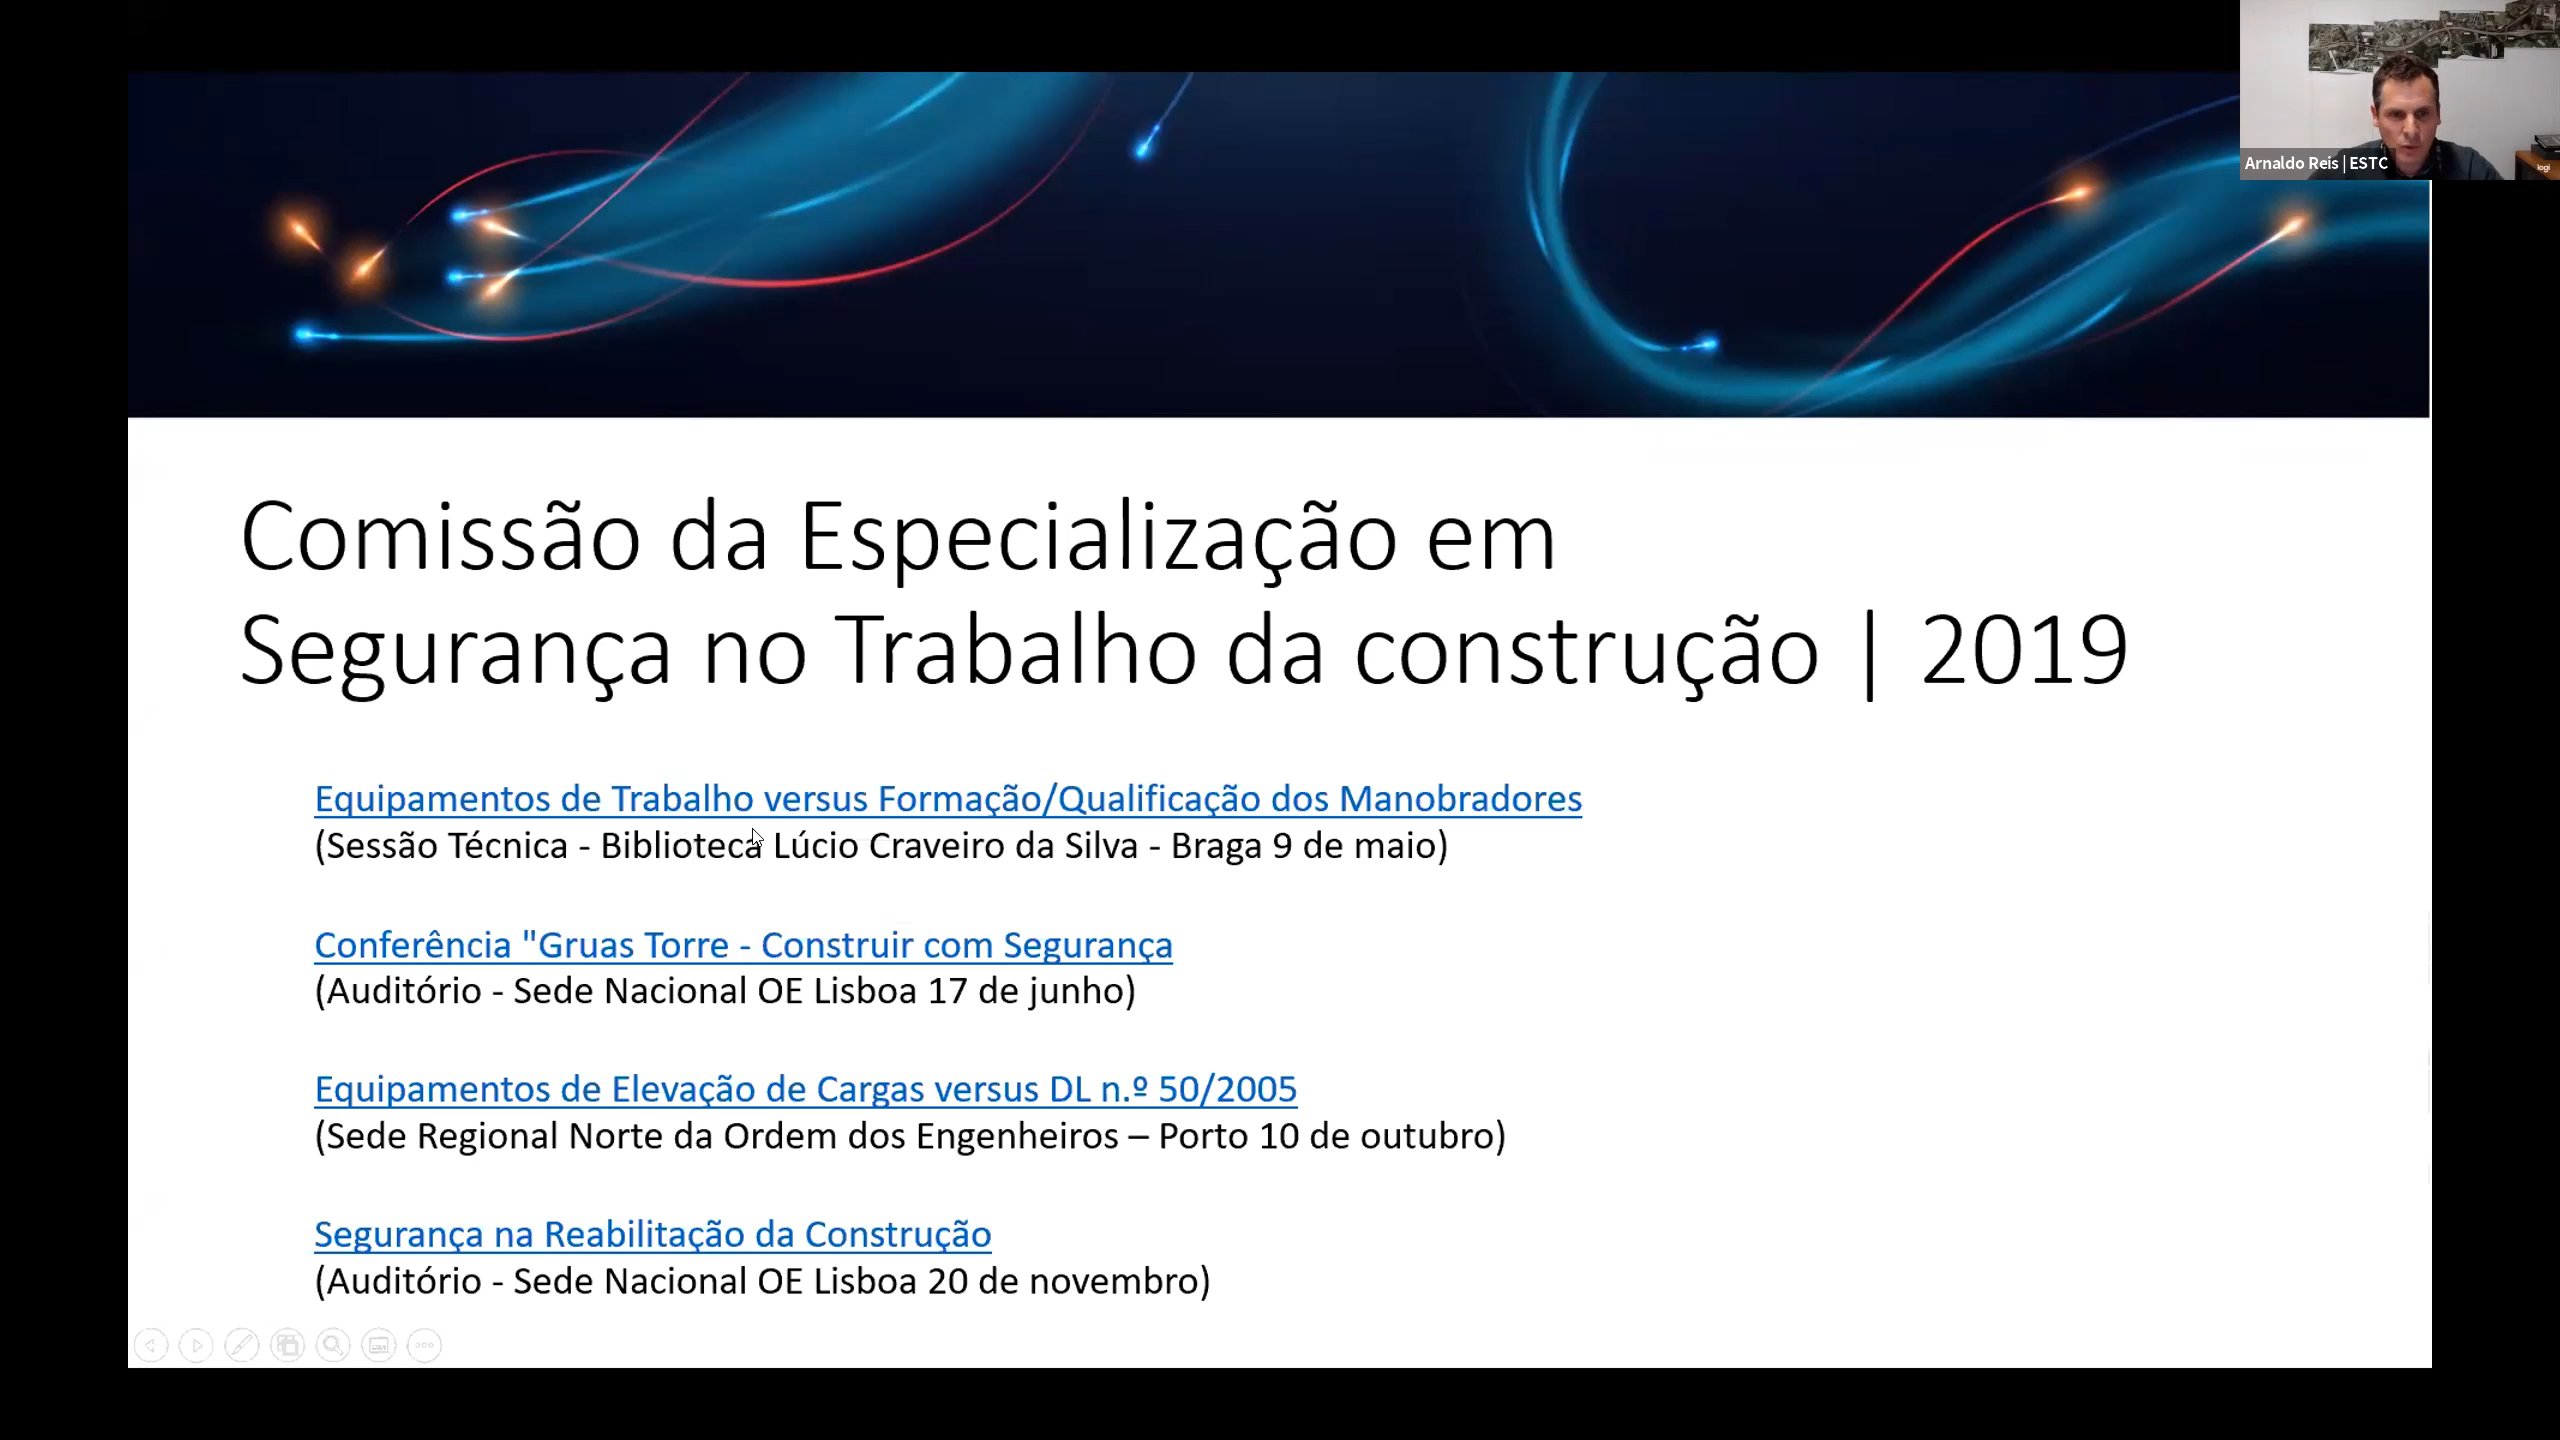 Arnaldo Reis | ESTC
logi
Comissão da Especialização em
Segurança no Trabalho da construção | 2019
Equipamentos de Trabalho versus Formação/Qualificação dos Manobradores
(Sessão Técnica - Biblioteca Lúcio Craveiro da Silva - Braga 9 de maio)
Conferência "Gruas Torre - Construir com Segurança
(Auditório - Sede Nacional OE Lisboa 17 de junho)
Equipamentos de Elevação de Cargas versus DL n.º 50/2005
(Sede Regional Norte da Ordem dos Engenheiros – Porto 10 de outubro)
Segurança na Reabilitação da Construção
(Auditório - Sede Nacional OE Lisboa 20 de novembro)